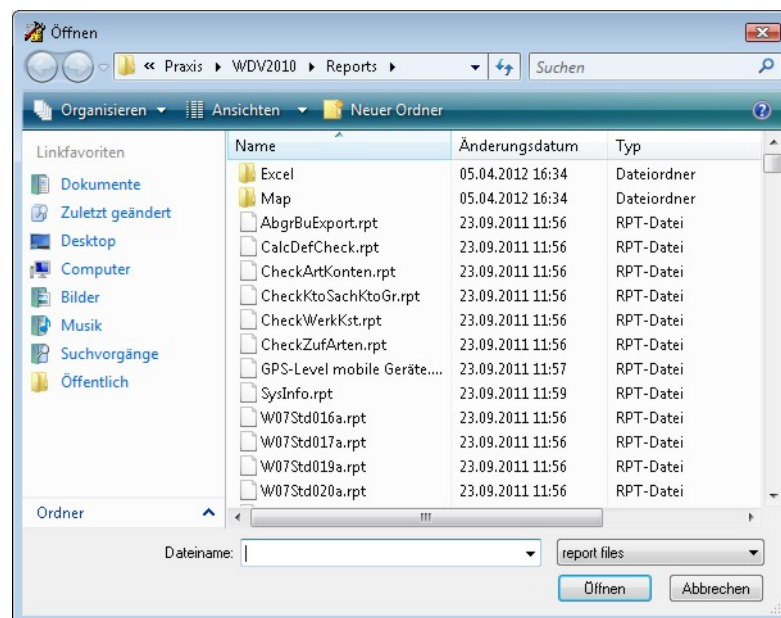 Öffnen
« Praxis ▸ WDV2010 ▸ Reports ▸ Suchen
Organisieren Ansichten Neuer Ordner
Linkfavoriten
Dokumente
Zuletzt geändert
Desktop
Computer
Bilder
Musik
Suchvorgänge
Öffentlich
Ordner
Name Änderungsdatum Typ
Excel 05.04.2012 16:34 Dateiordner
Map 05.04.2012 16:34 Dateiordner
AbgrBuExport.rpt 23.09.2011 11:56 RPT-Datei
CalcDefCheck.rpt 23.09.2011 11:56 RPT-Datei
CheckArtKonten.rpt 23.09.2011 11:56 RPT-Datei
CheckKtoSachKtoGr.rpt 23.09.2011 11:56 RPT-Datei
CheckWerkKst.rpt 23.09.2011 11:56 RPT-Datei
CheckZufArten.rpt 23.09.2011 11:56 RPT-Datei
GPS-Level mobile Geräte.... 23.09.2011 11:57 RPT-Datei
SysInfo.rpt 23.09.2011 11:59 RPT-Datei
W07Std016a.rpt 23.09.2011 11:56 RPT-Datei
W07Std017a.rpt 23.09.2011 11:56 RPT-Datei
W07Std019a.rpt 23.09.2011 11:56 RPT-Datei
W07Std020a.rpt 23.09.2011 11:56 RPT-Datei
Dateiname: report files
Öffnen Abbrechen